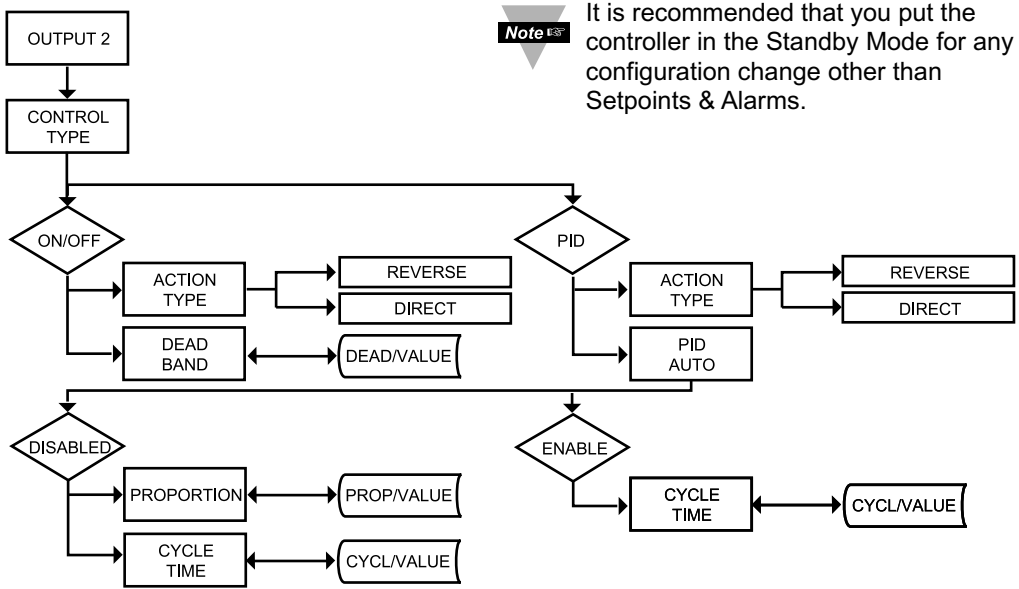 OUTPUT 2
Note
It is recommended that you put the
controller in the Standby Mode for any
configuration change other than
Setpoints & Alarms.
CONTROL
TYPE
ON/OFF
PID
ACTION
TYPE
REVERSE
DIRECT
ACTION
TYPE
REVERSE
DIRECT
DEAD
BAND
DEAD/VALUE
PID
AUTO
DISABLED
ENABLE
PROPORTION
PROP/VALUE
CYCLE
TIME
CYCL/VALUE
CYCLE
TIME
CYCL/VALUE